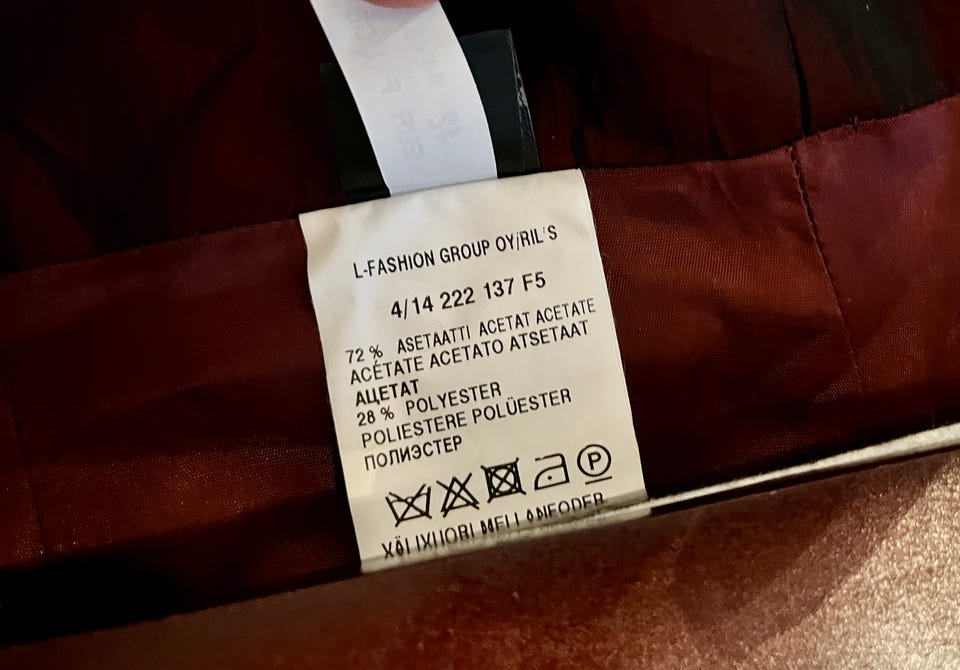 L-FASHION GROUP OY/RIL'S
4/14 222 137 F5
72 % ASETAATTI ACETAT ACETATE
ACÉTATE ACETATO ATSETAAT
АЦЕТАТ
28 % POLYESTER
POLIESTERE POLÜESTER
ПОЛИЭСТЕР
P